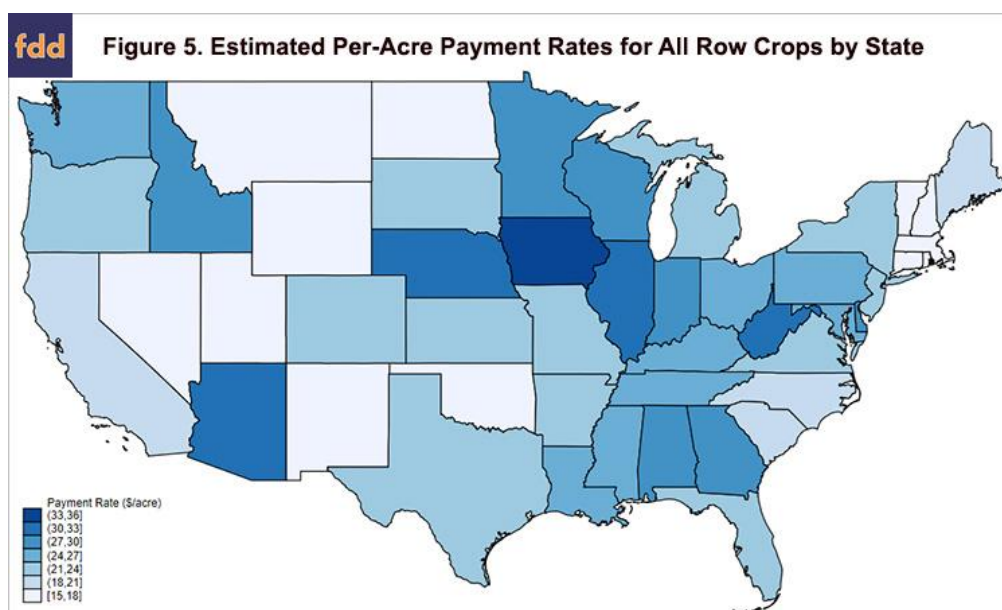 fdd
Figure 5. Estimated Per-Acre Payment Rates for All Row Crops by State
Payment Rate ($/acre)
(33,36]
(30,33]
(27,30]
(24,27]
(21,24]
(18,21]
[15,18]